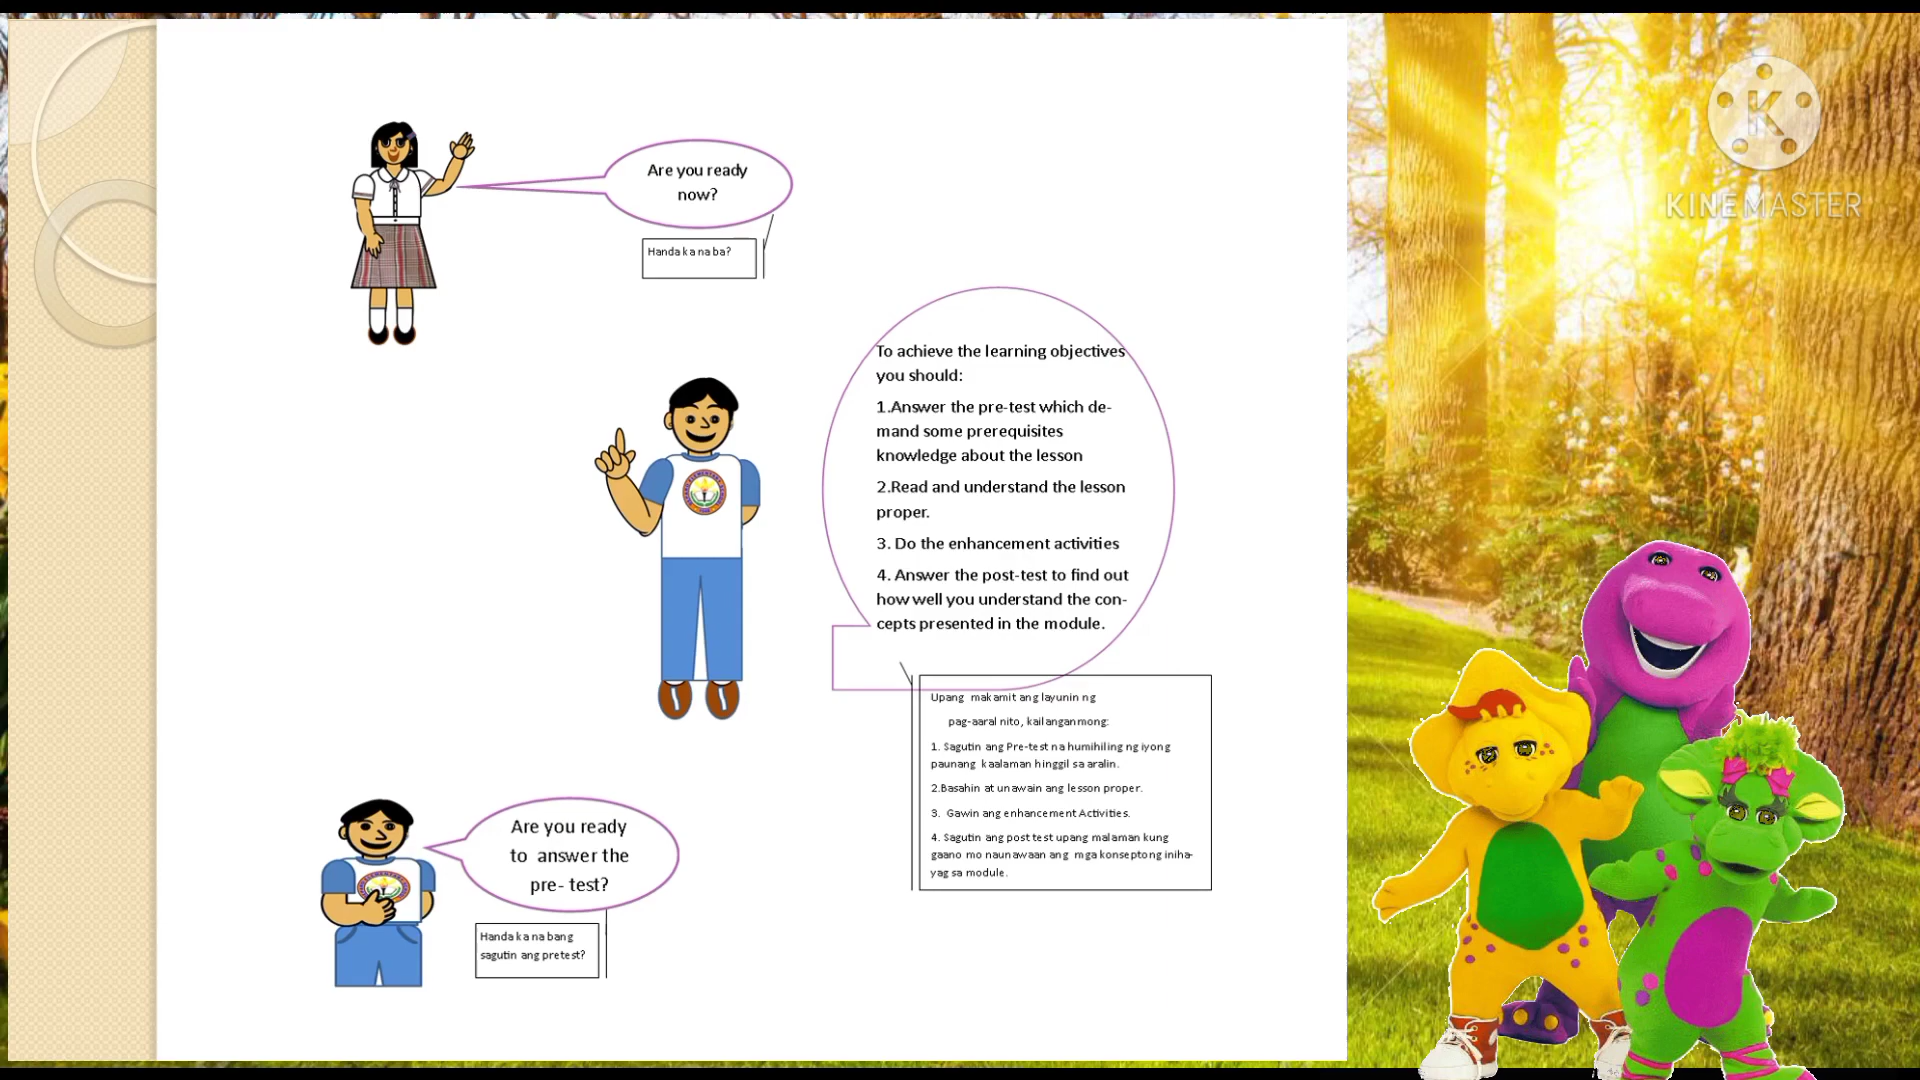 KINEMASTER
Are you ready
now?
Handa ka na ba?
To achieve the learning objectives
you should:
1.Answer the pre-test which de-
mand some prerequisites
knowledge about the lesson
2.Read and understand the lesson
proper.
3. Do the enhancement activities
4. Answer the post-test to find out
how well you understand the con-
cepts presented in the module.
Upang makamit ang layunin ng
pag-aaral nito, kailanganmong:
1. Sagutin ang Pre-test na humihiling ng iyong
paunang kaalaman hinggil sa aralin.
2.Basahin at unawain ang lesson proper.
3. Gawin ang enhancement Activities.
4. Sagutin ang post test upang malaman kung
gaano mo naunawaan ang mga konseptong iniha-
yag sa module.
Are you ready
to answer the
pre- test?
Handa ka na bang
sagutin ang pretest?